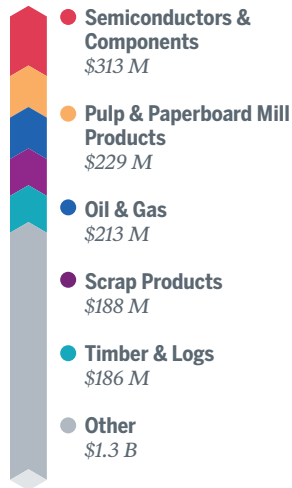 Semiconductors &
Components
$313 M
Pulp & Paperboard Mill
Products
$229 M
Oil & Gas
$213 M
Scrap Products
$188 M
Timber & Logs
$186 M
Other
$1.3 B